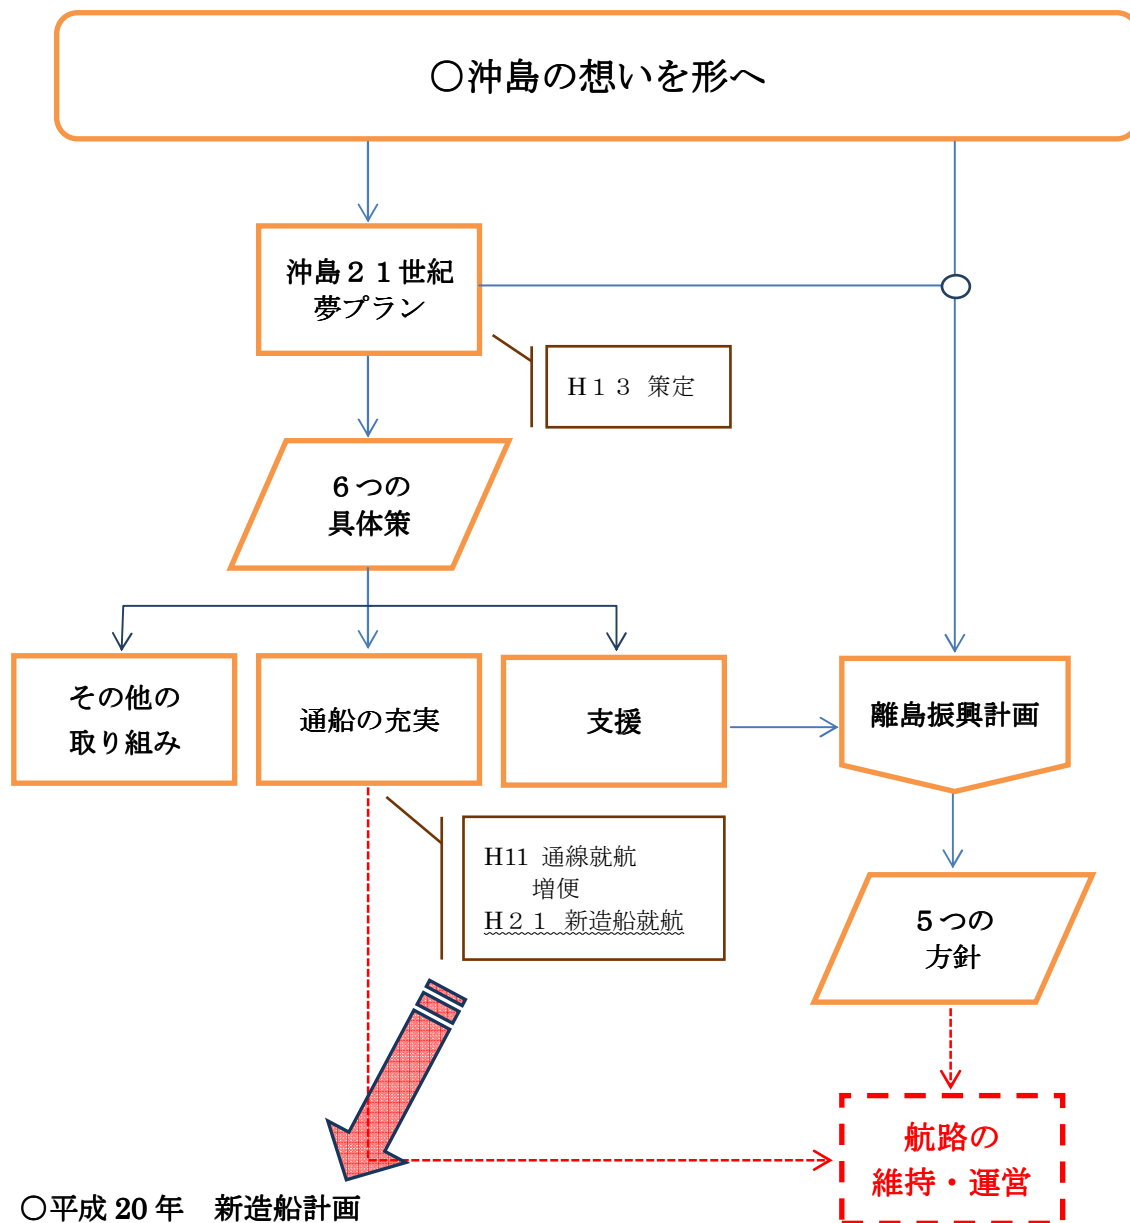 〇沖島の想いを形へ
沖島２１世紀
夢プラン
H１３ 策定
６つの
具体策
その他の
取り組み
通船の充実
支援
離島振興計画
H11 通線就航
増便
H２１ 新造船就航
５つの
方針
航路の
維持・運営
〇平成 20 年　新造船計画